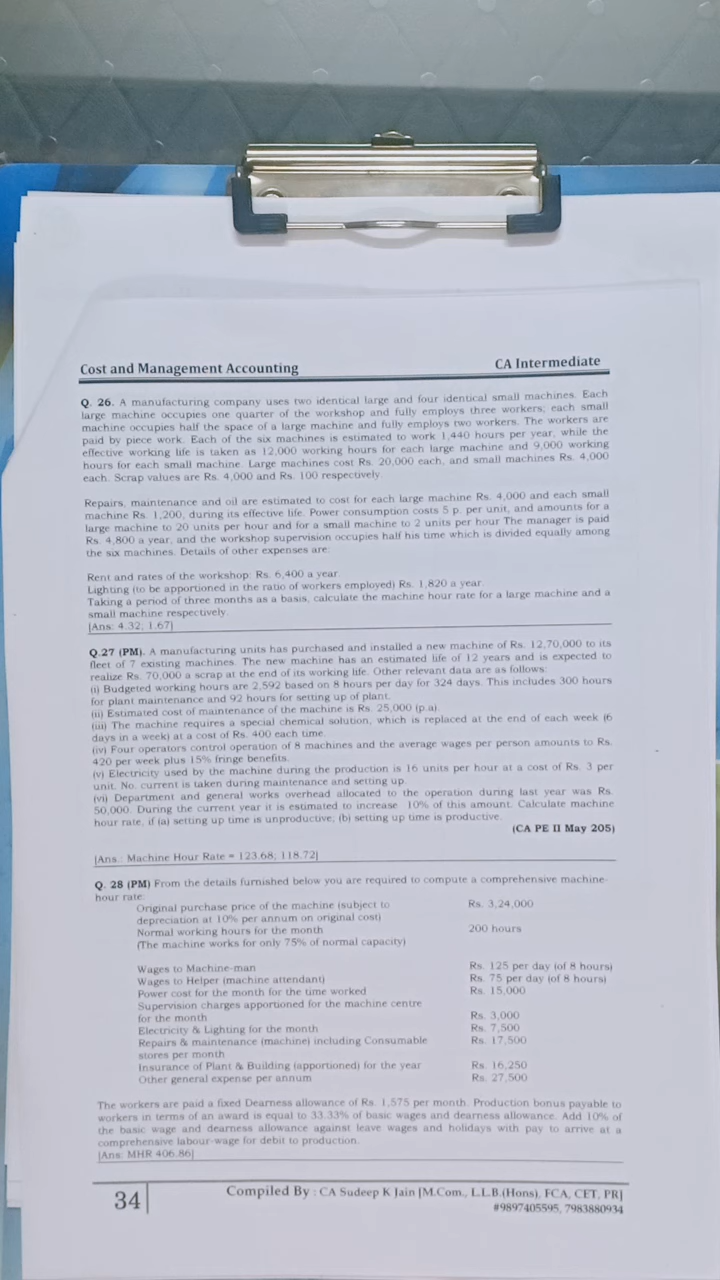 Cost and Management Accounting
CA Intermediate
Q. 26. A manufacturing company uses two identical large and four identical small machines. Each
large machine occupies one quarter of the workshop and fully employs three workers; each small
machine occupies half the space of a large machine and fully employs two workers. The workers are
paid by piece work. Each of the six machines is estimated to work 1,440 hours per year, while the
effective working life is taken as 12,000 working hours for each large machine and 9,000 working
hours for each small machine. Large machines cost Rs. 20,000 each, and small machines Rs. 4,000
each. Scrap values are Rs. 4,000 and Rs. 100 respectively.
Repairs, maintenance and oil are estimated to cost for each large machine Rs. 4,000 and each small
machine Rs. 1,200, during its effective life. Power consumption costs 5 p. per unit, and amounts for a
large machine to 20 units per hour and for a small machine to 2 units per hour The manager is paid
Rs. 4,800 a year, and the workshop supervision occupies half his time which is divided equally among
the six machines. Details of other expenses are:
Rent and rates of the workshop: Rs. 6,400 a year.
Lighting (to be apportioned in the ratio of workers employed) Rs. 1,820 a year.
Taking a period of three months as a basis, calculate the machine hour rate for a large machine and a
small machine respectively.
[Ans: 4.32; 1.67]
Q.27 (PM). A manufacturing units has purchased and installed a new machine of Rs. 12,70,000 to its
fleet of 7 existing machines. The new machine has an estimated life of 12 years and is expected to
realize Rs. 70,000 a scrap at the end of its working life. Other relevant data are as follows:
(i) Budgeted working hours are 2,592 based on 8 hours per day for 324 days. This includes 300 hours
for plant maintenance and 92 hours for setting up of plant.
(ii) Estimated cost of maintenance of the machine is Rs. 25,000 (p.a).
(iii) The machine requires a special chemical solution, which is replaced at the end of each week (6
days in a week) at a cost of Rs. 400 each time.
(iv) Four operators control operation of 8 machines and the average wages per person amounts to Rs.
420 per week plus 15% fringe benefits.
(v) Electricity used by the machine during the production is 16 units per hour at a cost of Rs. 3 per
unit. No. current is taken during maintenance and setting up.
(vi) Department and general works overhead allocated to the operation during last year was Rs.
50,000. During the current year it is estimated to increase 10% of this amount. Calculate machine
hour rate, if (a) setting up time is unproductive; (b) setting up time is productive.
(CA PE II May 205)
[Ans.: Machine Hour Rate = 123.68; 118.72]
Q. 28 (PM) From the details furnished below you are required to compute a comprehensive machine-
hour rate:
Original purchase price of the machine (subject to Rs. 3,24,000
depreciation at 10% per annum on original cost)
Normal working hours for the month 200 hours
(The machine works for only 75% of normal capacity)
Wages to Machine-man Rs. 125 per day (of 8 hours)
Wages to Helper (machine attendant) Rs. 75 per day (of 8 hours)
Power cost for the month for the time worked Rs. 15,000
Supervision charges apportioned for the machine centre
for the month Rs. 3,000
Electricity & Lighting for the month Rs. 7,500
Repairs & maintenance (machine) including Consumable Rs. 17,500
stores per month
Insurance of Plant & Building (apportioned) for the year Rs. 16,250
Other general expense per annum Rs. 27,500
The workers are paid a fixed Dearness allowance of Rs. 1,575 per month. Production bonus payable to
workers in terms of an award is equal to 33.33% of basic wages and dearness allowance. Add 10% of
the basic wage and dearness allowance against leave wages and holidays with pay to arrive at a
comprehensive labour-wage for debit to production.
[Ans: MHR 406.86]
34
Compiled By : CA Sudeep K Jain [M.Com., L.L.B.(Hons), FCA, CET, PR]
#9897405595, 7983880934